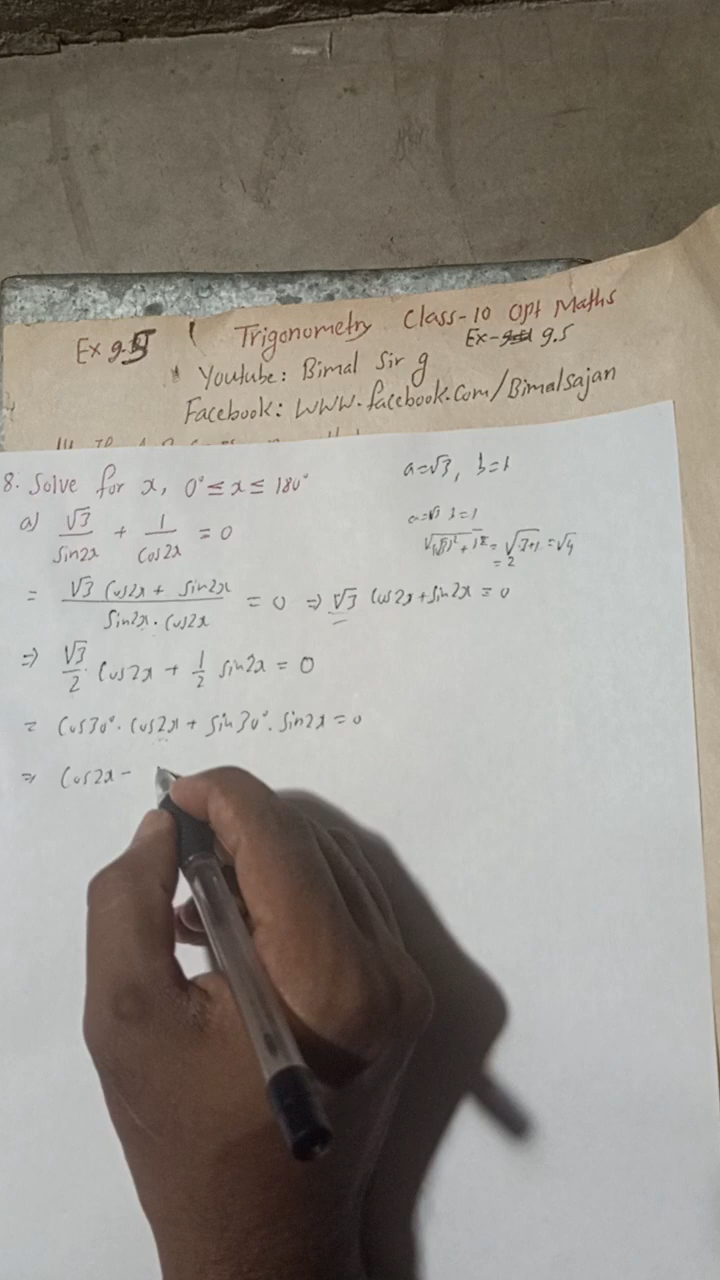 Ex 9.5 Trigonometry Class-10 Opt Maths
Ex- 9.5
Youtube: Bimal Sir g
Facebook: WWW.facebook.Com/Bimalsajan
8. Solve for x, 0° ≤ x ≤ 180°
a=√3, b=1
a) √3/Sin2x + 1/Cos2x = 0
a=√3 b=1
√(√3)²+1² = √3+1 = √4
= 2
= √3 Cos2x + Sin2x / Sin2x . Cos2x = 0 ⇒ √3 Cos2x + Sin2x = 0
⇒ √3/2 . Cos2x + 1/2 Sin2x = 0
= Cos30° . Cos2x + Sin30° . Sin2x = 0
⇒ Cos2x -